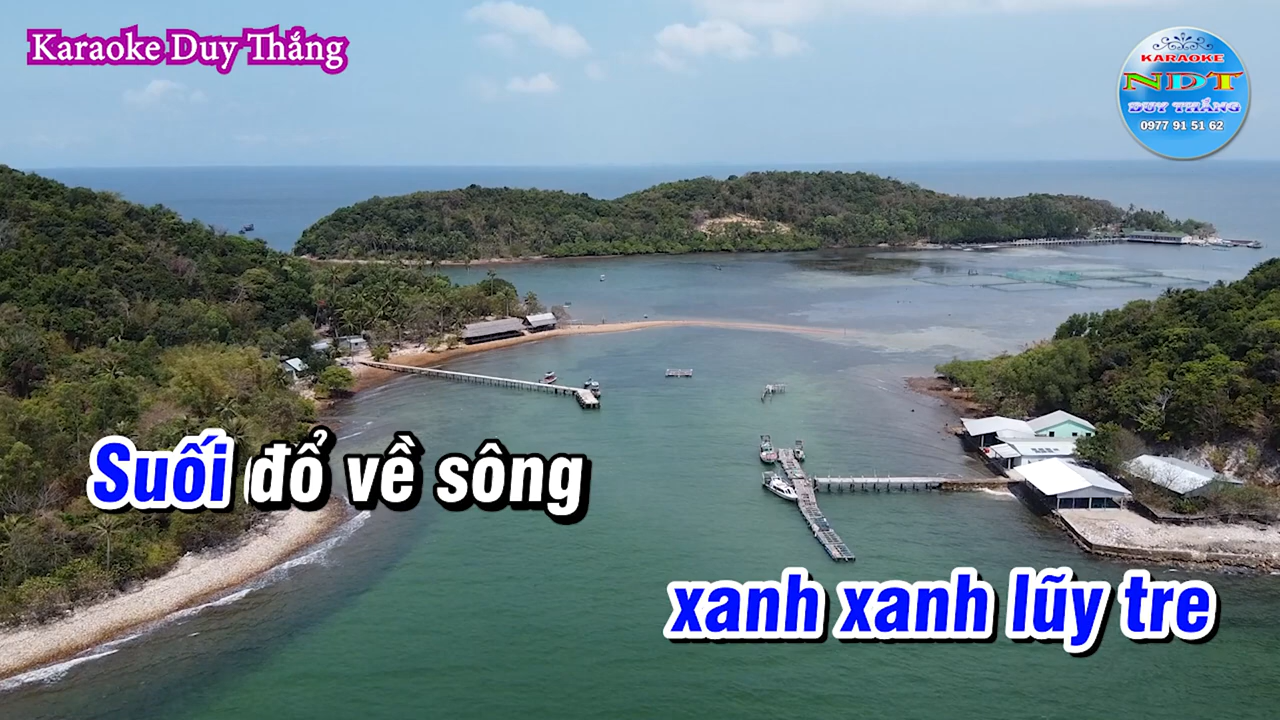 Karaoke Duy Thắng
KARAOKE
NDT
DUY THẮNG
0977 91 51 62
Suối đổ về sông
xanh xanh lũy tre